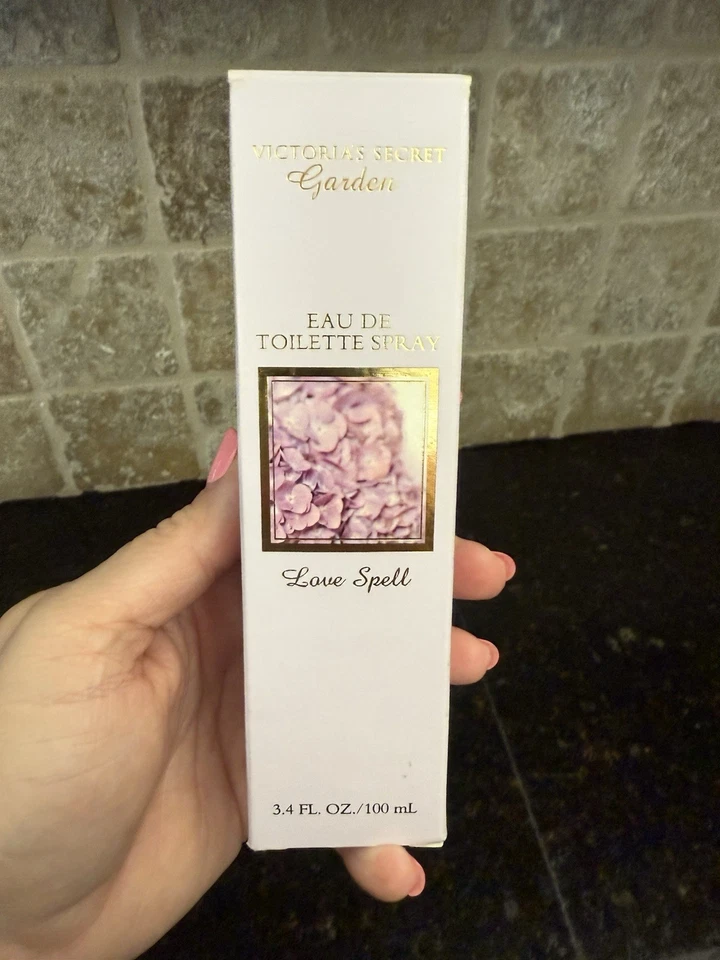 VICTORIA'S SECRET
Garden
EAU DE
TOILETTE SPRAY
Love Spell
3.4 FL. OZ./100 mL